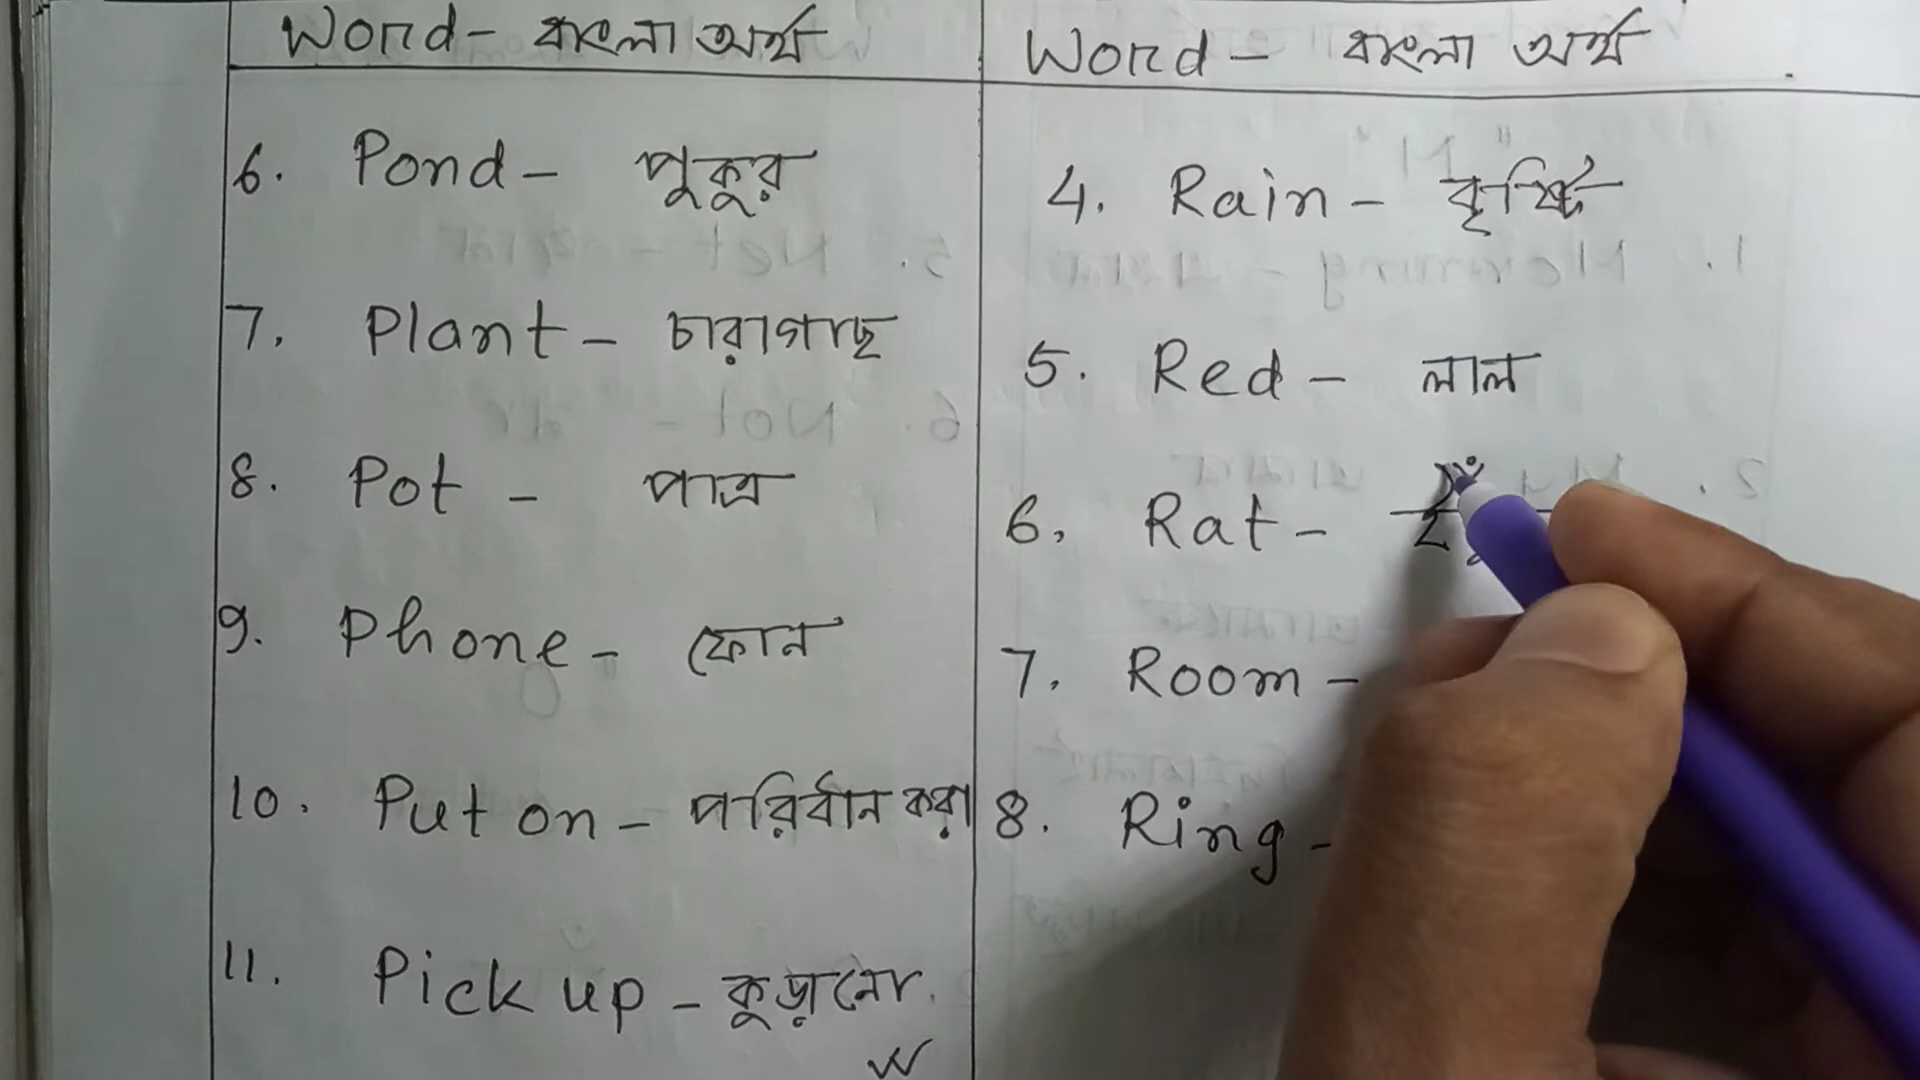 Word - বাংলা অর্থ
6. Pond - পুকুর
7. Plant - চারাগাছ
8. Pot - পাত্র
9. Phone - ফোন
10. Put on - পরিধান করা
11. Pick up - কুড়ানো.
Word - বাংলা অর্থ
4. Rain - বৃষ্টি
5. Red - লাল
6. Rat -
7. Room -
8. Ring -